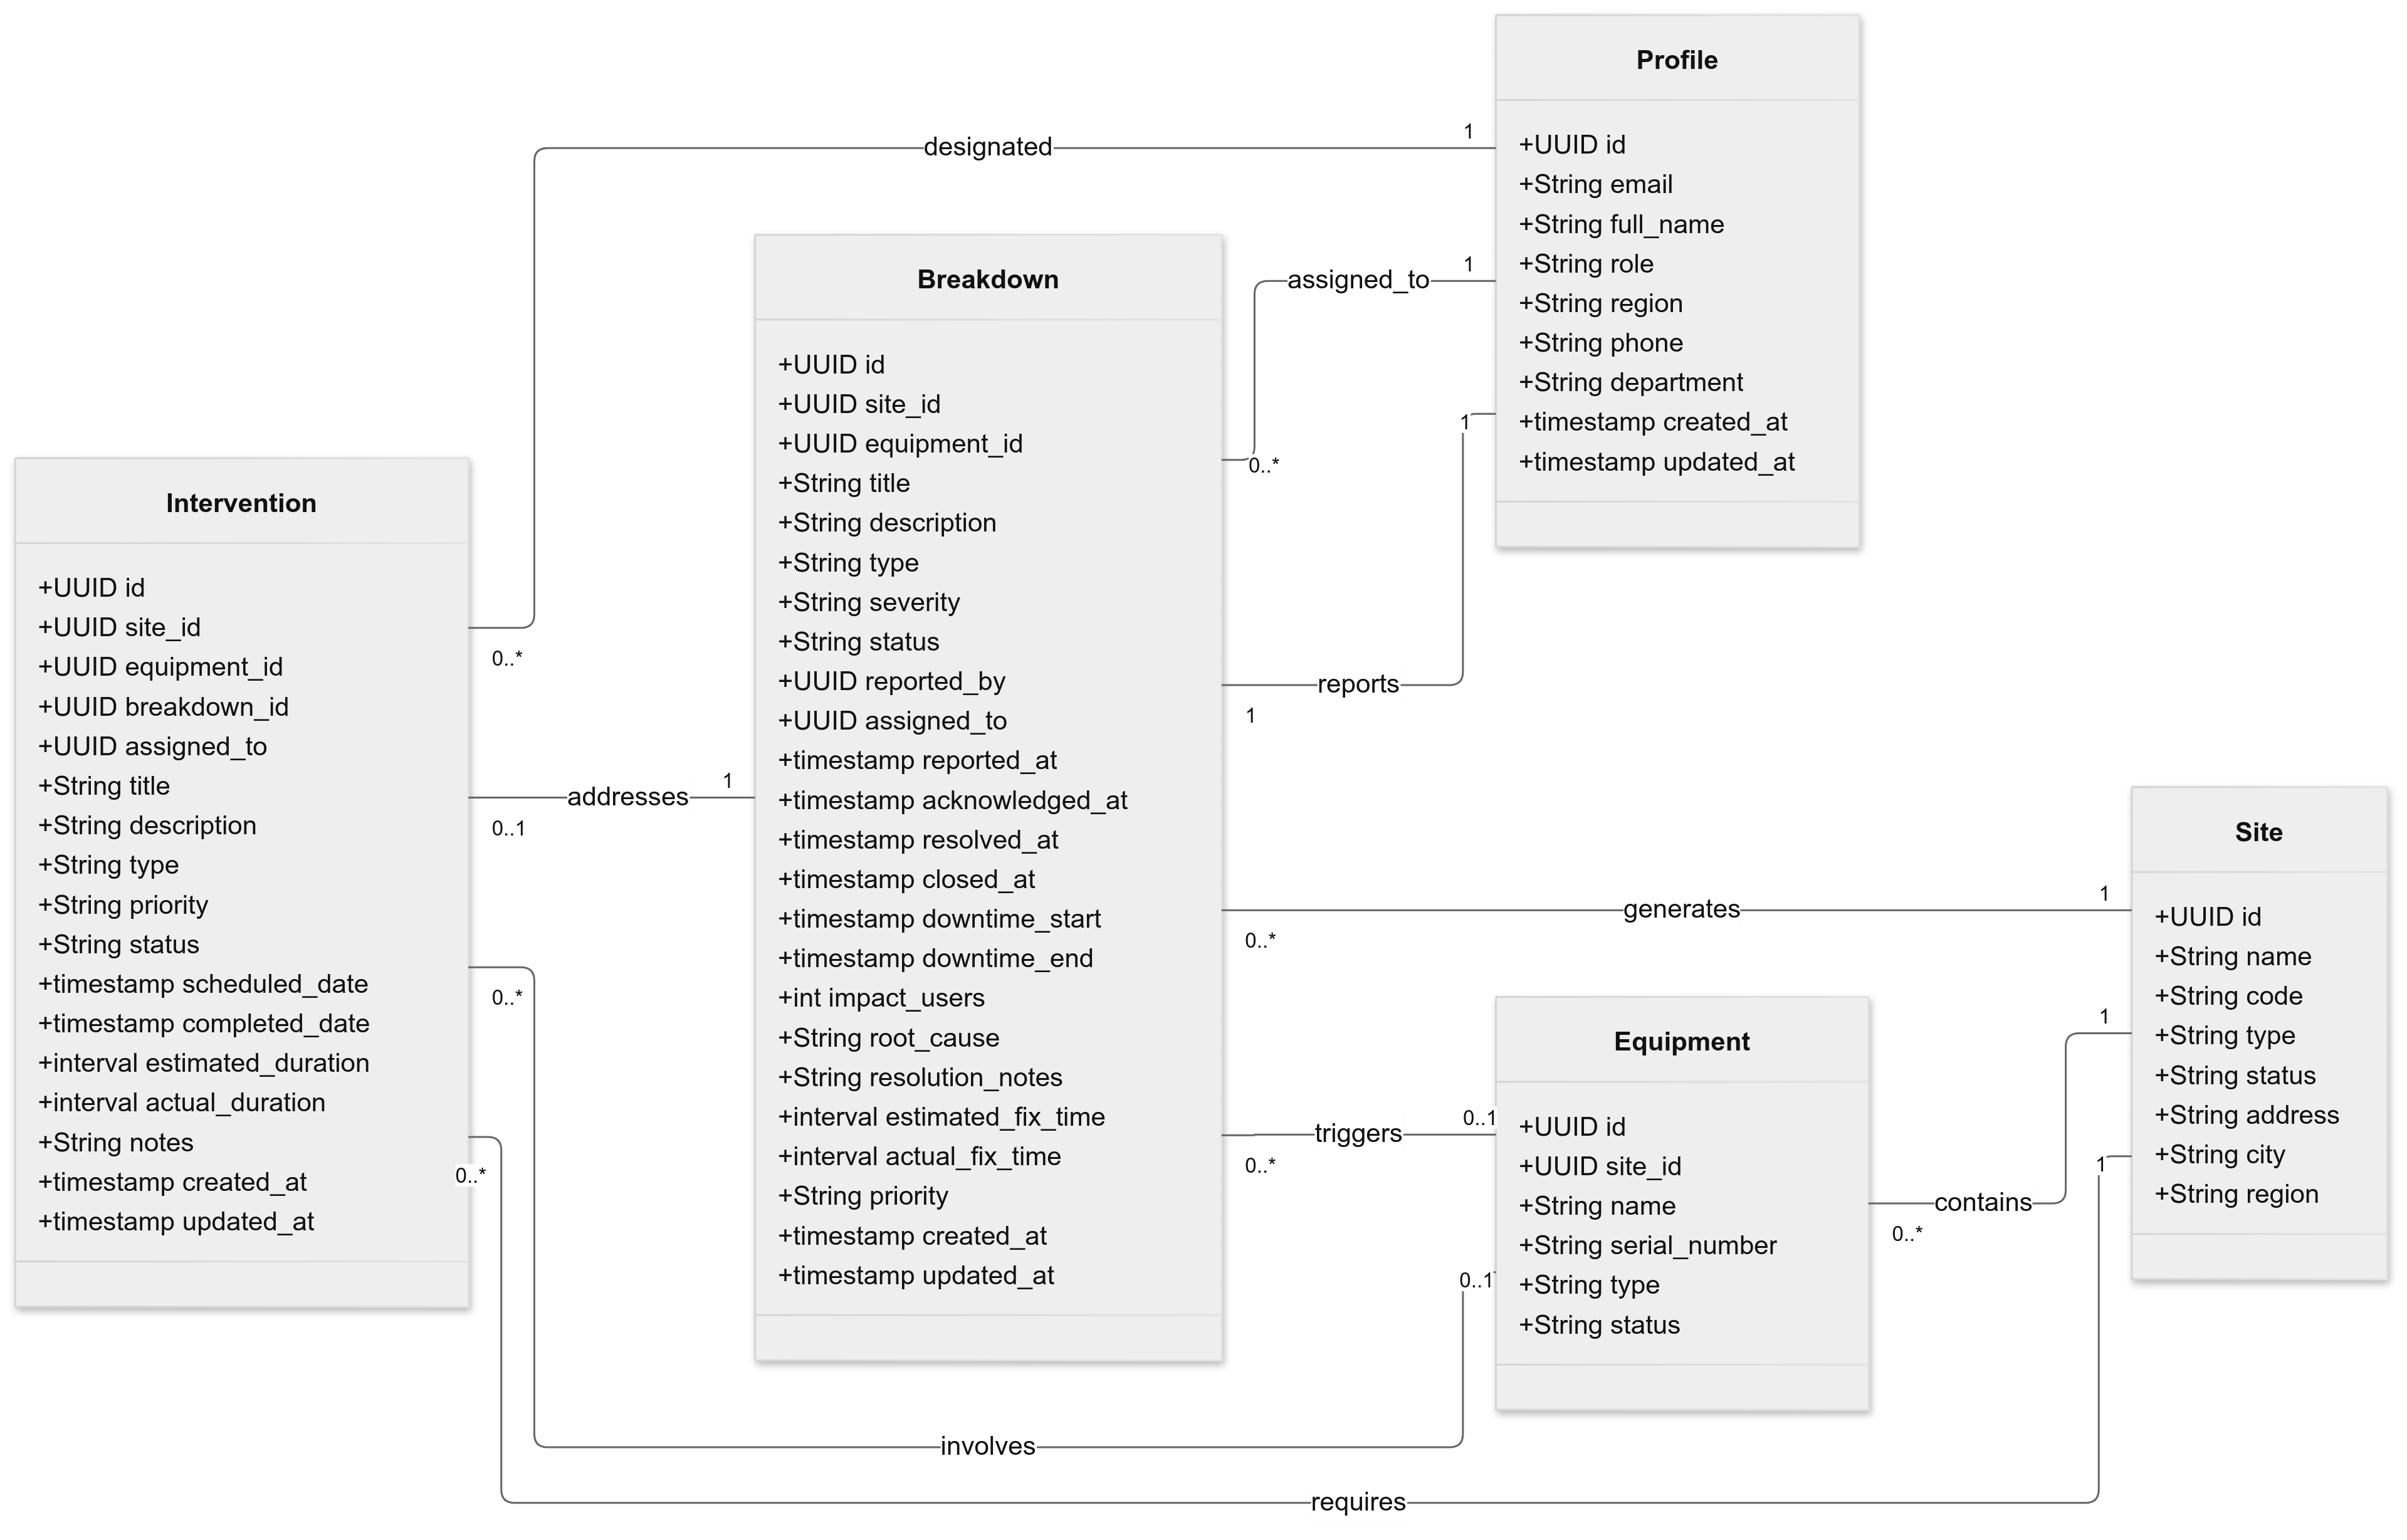 Profile
+UUID id
+String email
+String full_name
+String role
+String region
+String phone
+String department
+timestamp created_at
+timestamp updated_at
designated
1
0..*
assigned_to
1
0..*
reports
1
1
Breakdown
+UUID id
+UUID site_id
+UUID equipment_id
+String title
+String description
+String type
+String severity
+String status
+UUID reported_by
+UUID assigned_to
+timestamp reported_at
+timestamp acknowledged_at
+timestamp resolved_at
+timestamp closed_at
+timestamp downtime_start
+timestamp downtime_end
+int impact_users
+String root_cause
+String resolution_notes
+interval estimated_fix_time
+interval actual_fix_time
+String priority
+timestamp created_at
+timestamp updated_at
Intervention
+UUID id
+UUID site_id
+UUID equipment_id
+UUID breakdown_id
+UUID assigned_to
+String title
+String description
+String type
+String priority
+String status
+timestamp scheduled_date
+timestamp completed_date
+interval estimated_duration
+interval actual_duration
+String notes
+timestamp created_at
+timestamp updated_at
addresses
1
0..1
generates
1
0..*
Site
+UUID id
+String name
+String code
+String type
+String status
+String address
+String city
+String region
Equipment
+UUID id
+UUID site_id
+String name
+String serial_number
+String type
+String status
triggers
0..1
0..*
contains
1
0..*
involves
0..1
0..*
requires
1
0..*